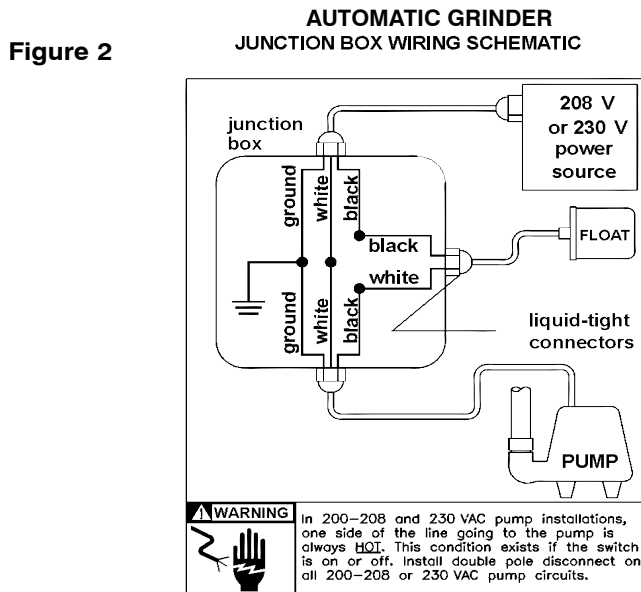 AUTOMATIC GRINDER
Figure 2
JUNCTION BOX WIRING SCHEMATIC
208 V
or 230 V
power
source
junction
box
ground
white
black
black
FLOAT
white
ground
white
black
liquid-tight
connectors
PUMP
WARNING
In 200-208 and 230 VAC pump installations,
one side of the line going to the pump is
always HOT. This condition exists if the switch
is on or off. Install double pole disconnect on
all 200-208 or 230 VAC pump circuits.